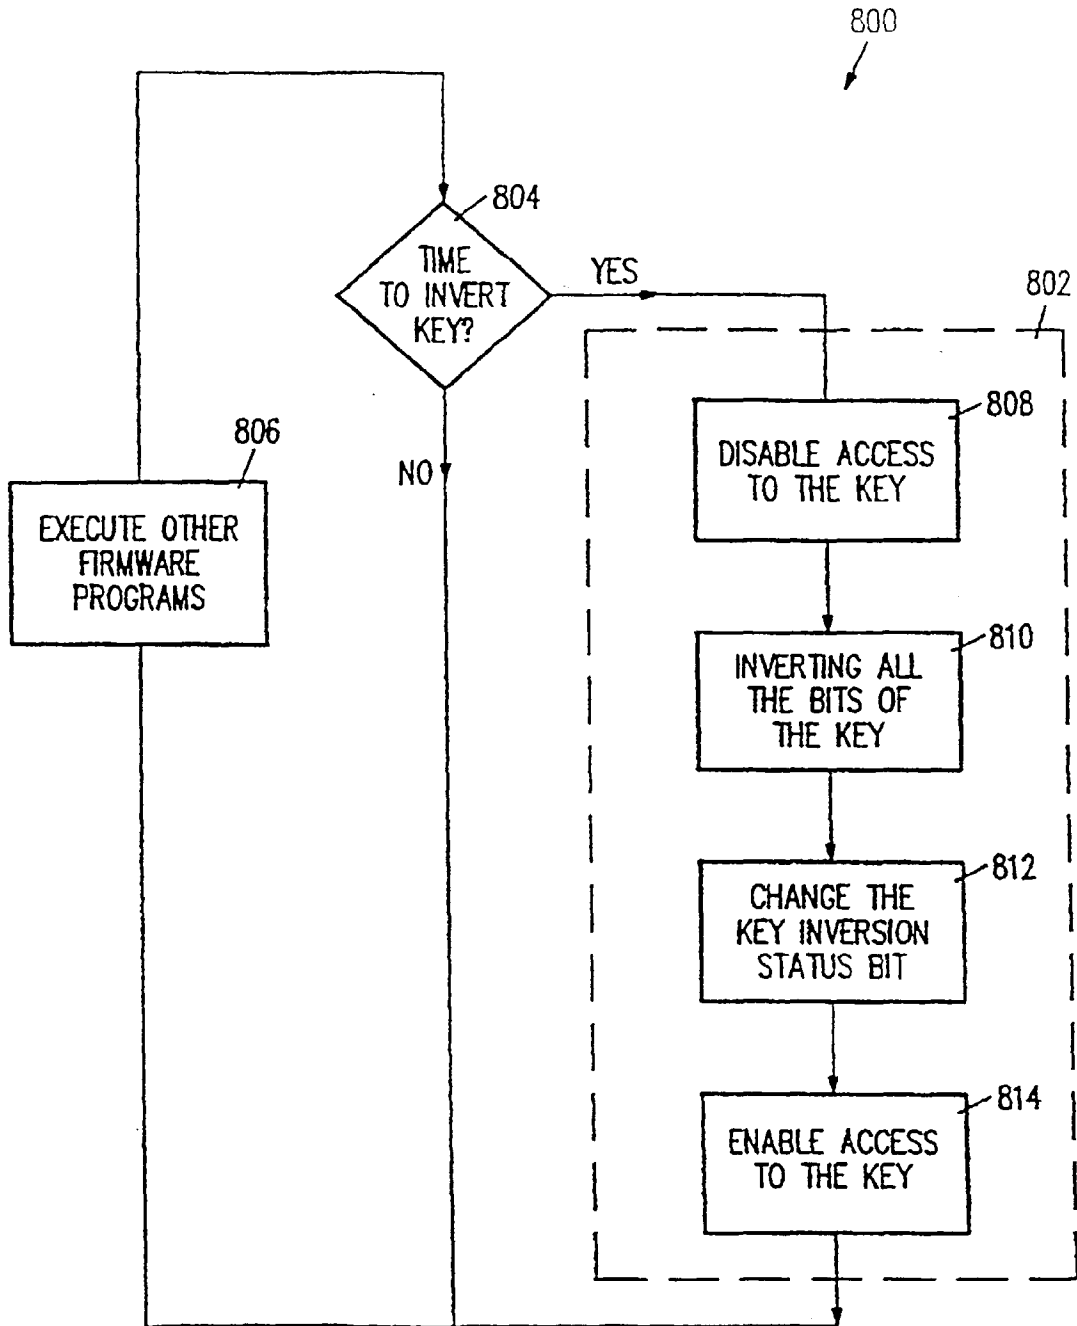 800
804
TIME
TO INVERT
KEY?
YES
802
808
DISABLE ACCESS
TO THE KEY
806
NO
EXECUTE OTHER
FIRMWARE
PROGRAMS
810
INVERTING ALL
THE BITS OF
THE KEY
812
CHANGE THE
KEY INVERSION
STATUS BIT
814
ENABLE ACCESS
TO THE KEY